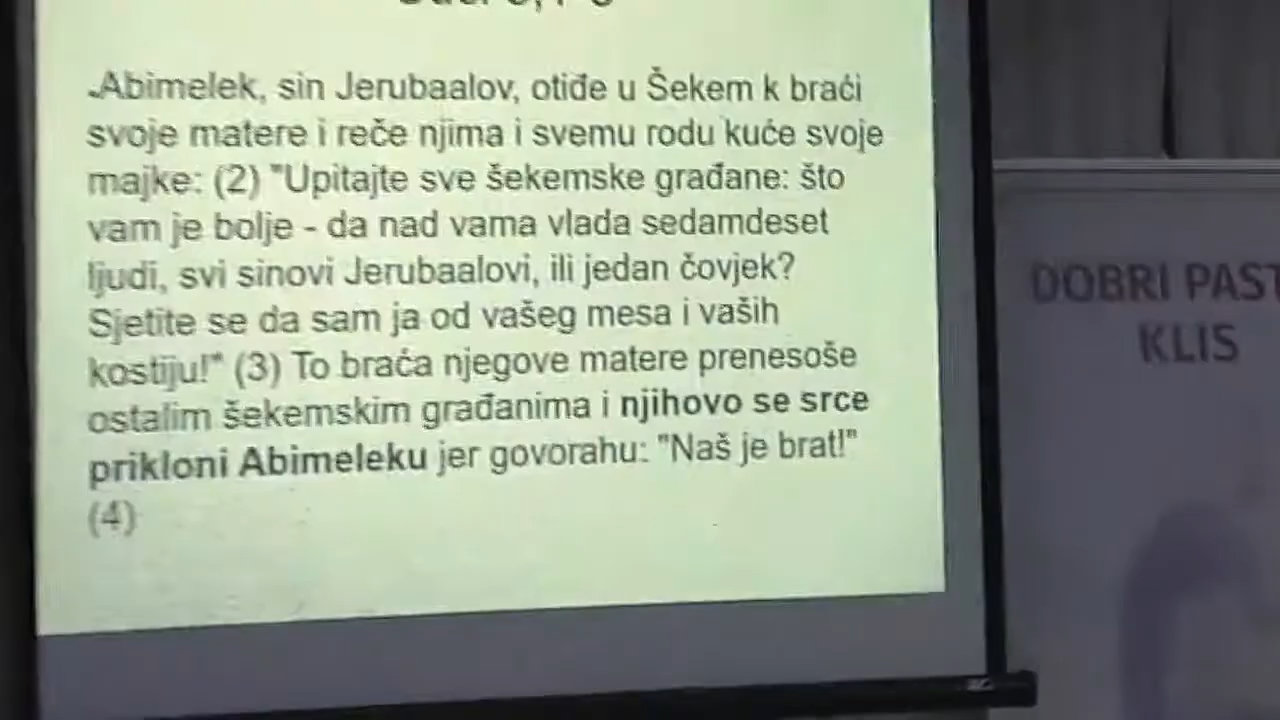 .Abimelek, sin Jerubaalov, otiđe u Šekem k braći
svoje matere i reče njima i svemu rodu kuće svoje
majke: (2) "Upitajte sve šekemske građane: što
vam je bolje - da nad vama vlada sedamdeset
ljudi, svi sinovi Jerubaalovi, ili jedan čovjek?
Sjetite se da sam ja od vašeg mesa i vaših
kostiju!" (3) To braća njegove matere prenesoše
ostalim šekemskim građanima i njihovo se srce
prikloni Abimeleku jer govorahu: "Naš je brat!"
(4)
DOBRI PAST
KLIS